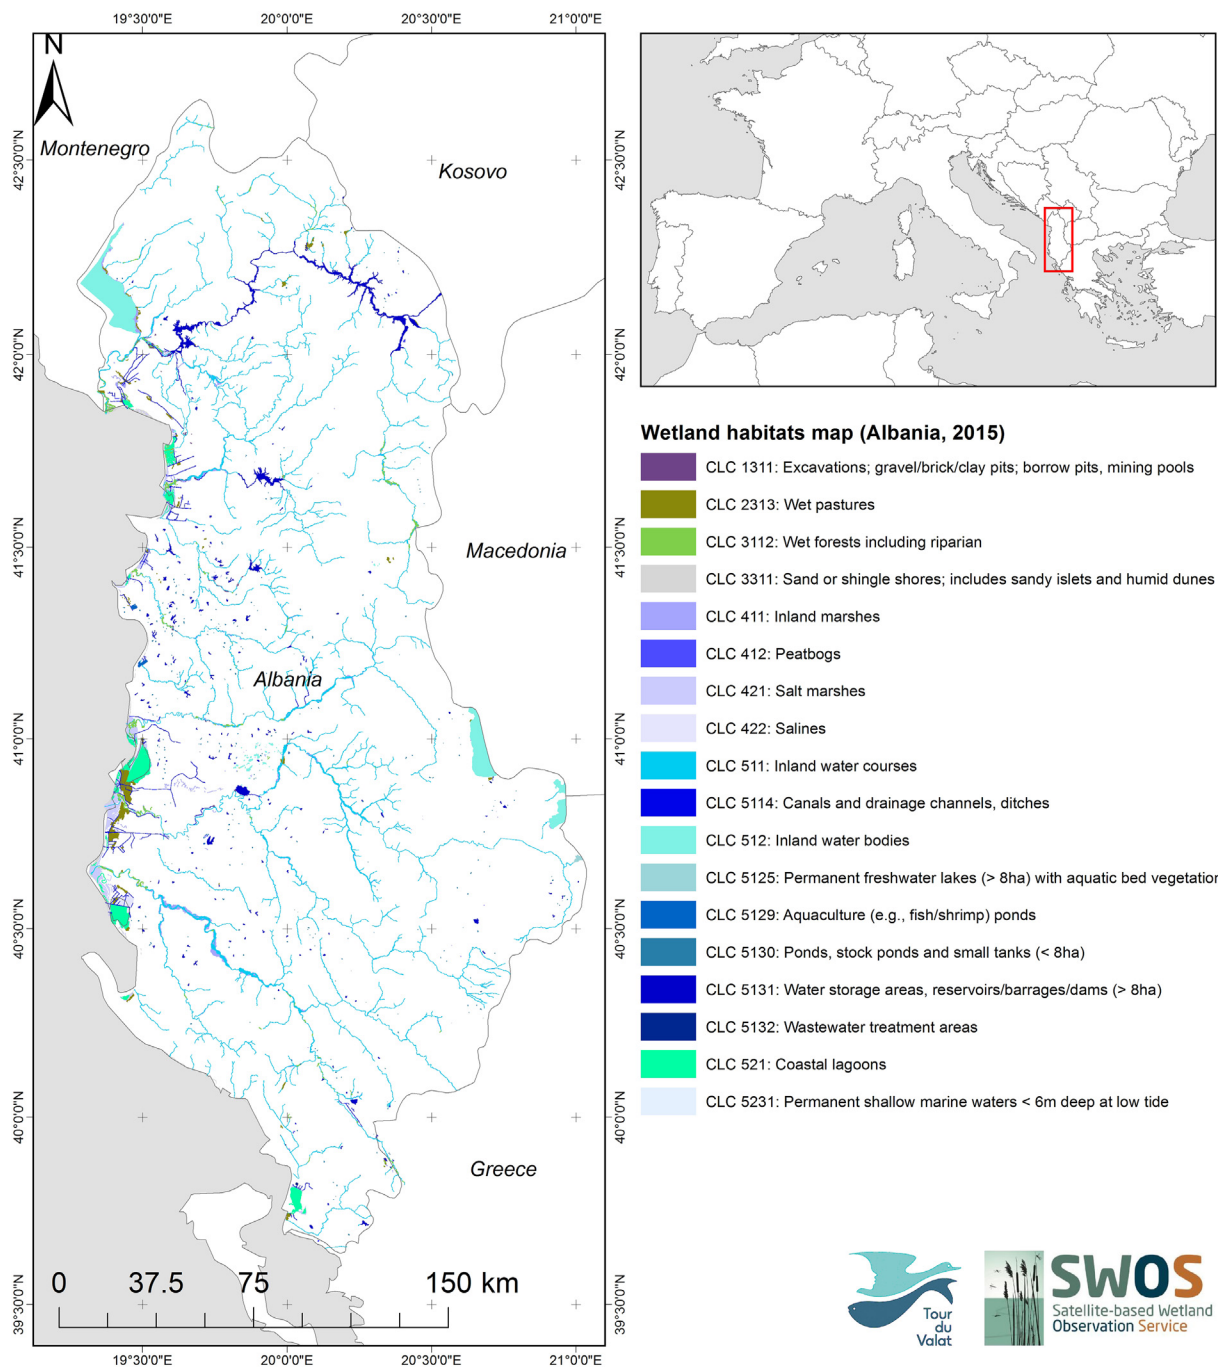 19°30'0"E 20°0'0"E 20°30'0"E 21°0'0"E
N
Montenegro
Kosovo
Macedonia
Albania
Greece
42°30'0"N
42°0'0"N
41°30'0"N
41°0'0"N
40°30'0"N
40°0'0"N
39°30'0"N
42°30'0"N
42°0'0"N
41°30'0"N
41°0'0"N
40°30'0"N
40°0'0"N
39°30'0"N
0 37.5 75 150 km
19°30'0"E 20°0'0"E 20°30'0"E 21°0'0"E
Wetland habitats map (Albania, 2015)
CLC 1311: Excavations; gravel/brick/clay pits; borrow pits, mining pools
CLC 2313: Wet pastures
CLC 3112: Wet forests including riparian
CLC 3311: Sand or shingle shores; includes sandy islets and humid dunes
CLC 411: Inland marshes
CLC 412: Peatbogs
CLC 421: Salt marshes
CLC 422: Salines
CLC 511: Inland water courses
CLC 5114: Canals and drainage channels, ditches
CLC 512: Inland water bodies
CLC 5125: Permanent freshwater lakes (> 8ha) with aquatic bed vegetation
CLC 5129: Aquaculture (e.g., fish/shrimp) ponds
CLC 5130: Ponds, stock ponds and small tanks (< 8ha)
CLC 5131: Water storage areas, reservoirs/barrages/dams (> 8ha)
CLC 5132: Wastewater treatment areas
CLC 521: Coastal lagoons
CLC 5231: Permanent shallow marine waters < 6m deep at low tide
Tour
du
Valat
SWOS
Satellite-based Wetland
Observation Service